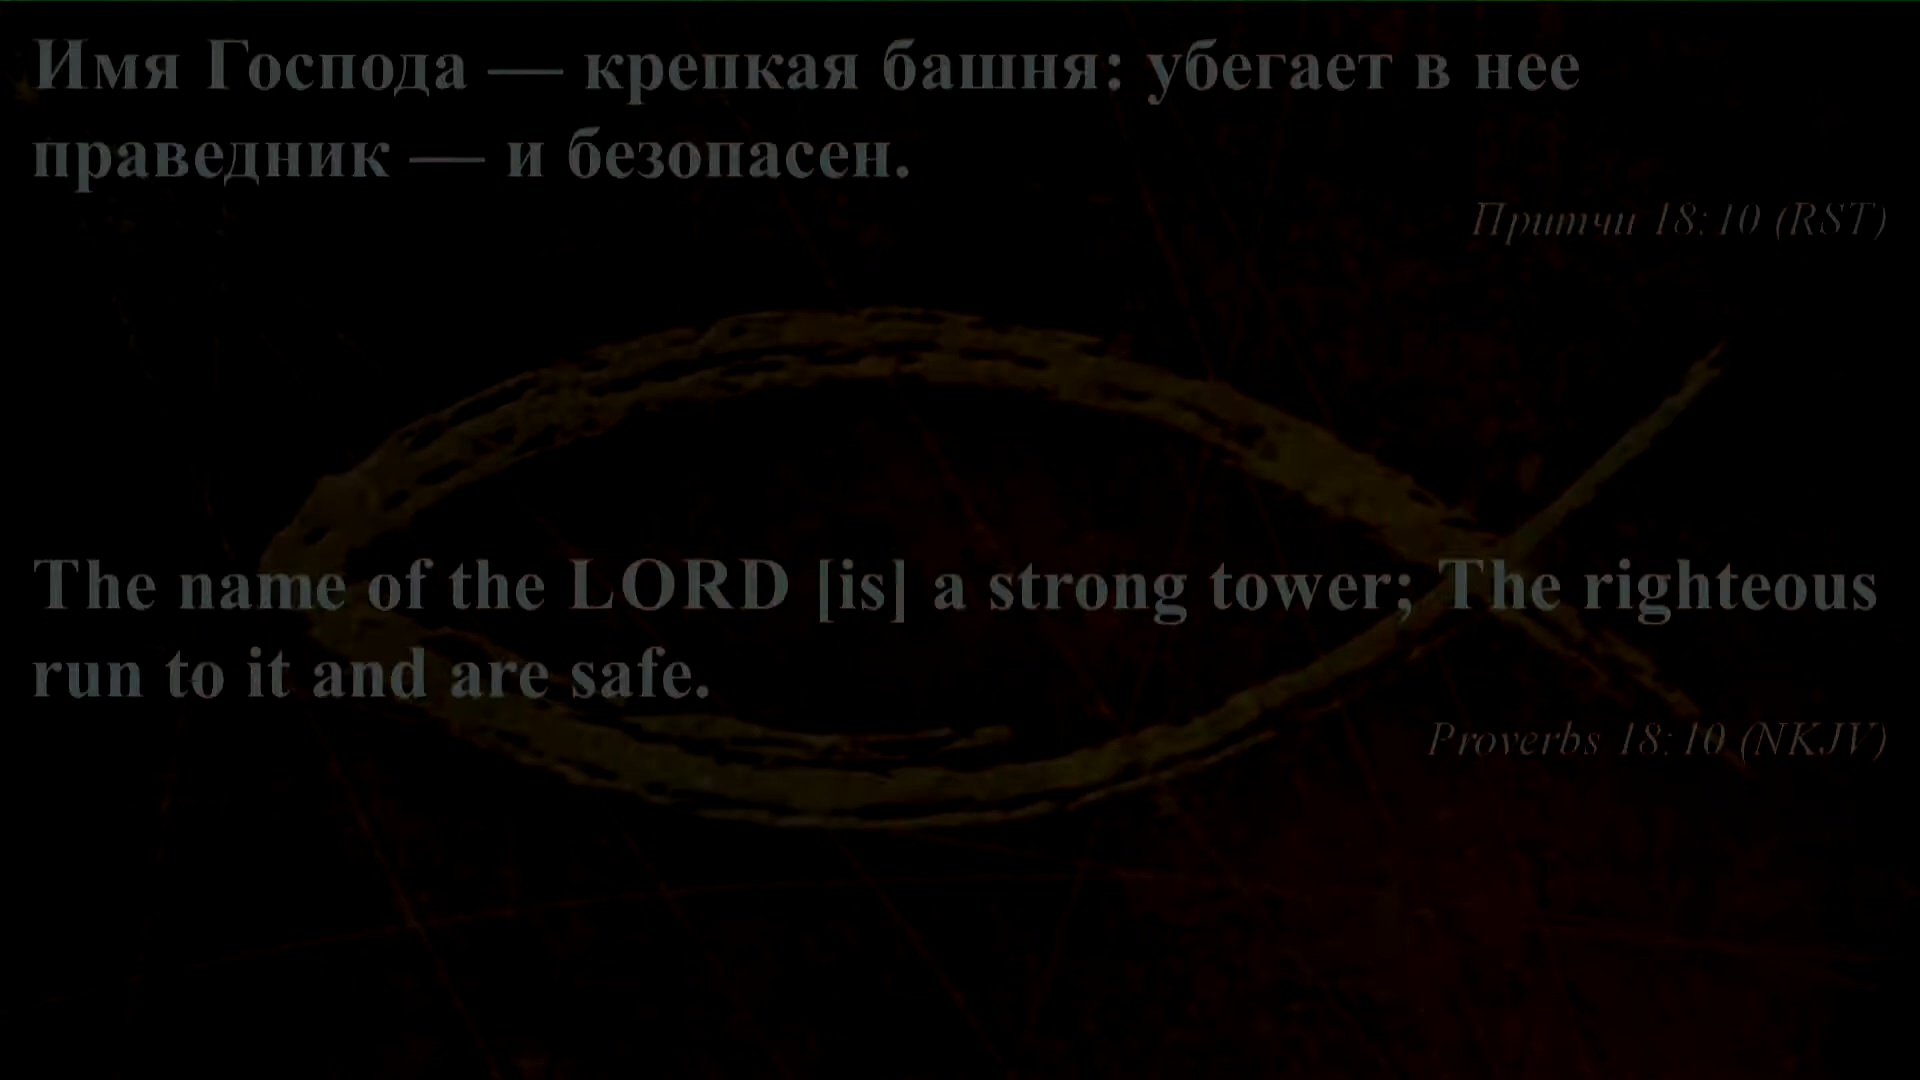 Имя Господа — крепкая башня: убегает в нее
праведник — и безопасен.
Притчи 18:10 (RST)
The name of the LORD [is] a strong tower; The righteous
run to it and are safe.
Proverbs 18:10 (NKJV)